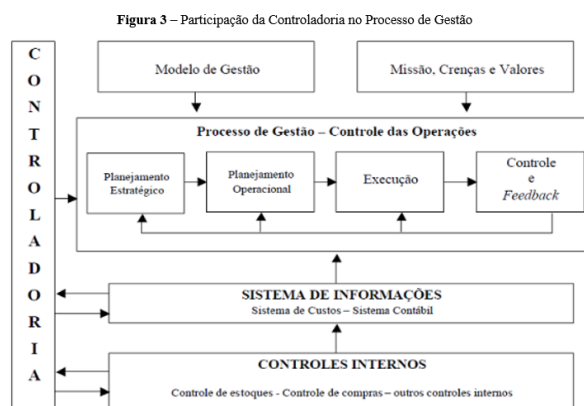 Figura 3 – Participação da Controladoria no Processo de Gestão
CONTROLADORIA
Modelo de Gestão
Missão, Crenças e Valores
Processo de Gestão – Controle das Operações
Planejamento
Estratégico
Planejamento
Operacional
Execução
Controle
e
Feedback
SISTEMA DE INFORMAÇÕES
Sistema de Custos – Sistema Contábil
CONTROLES INTERNOS
Controle de estoques - Controle de compras – outros controles internos